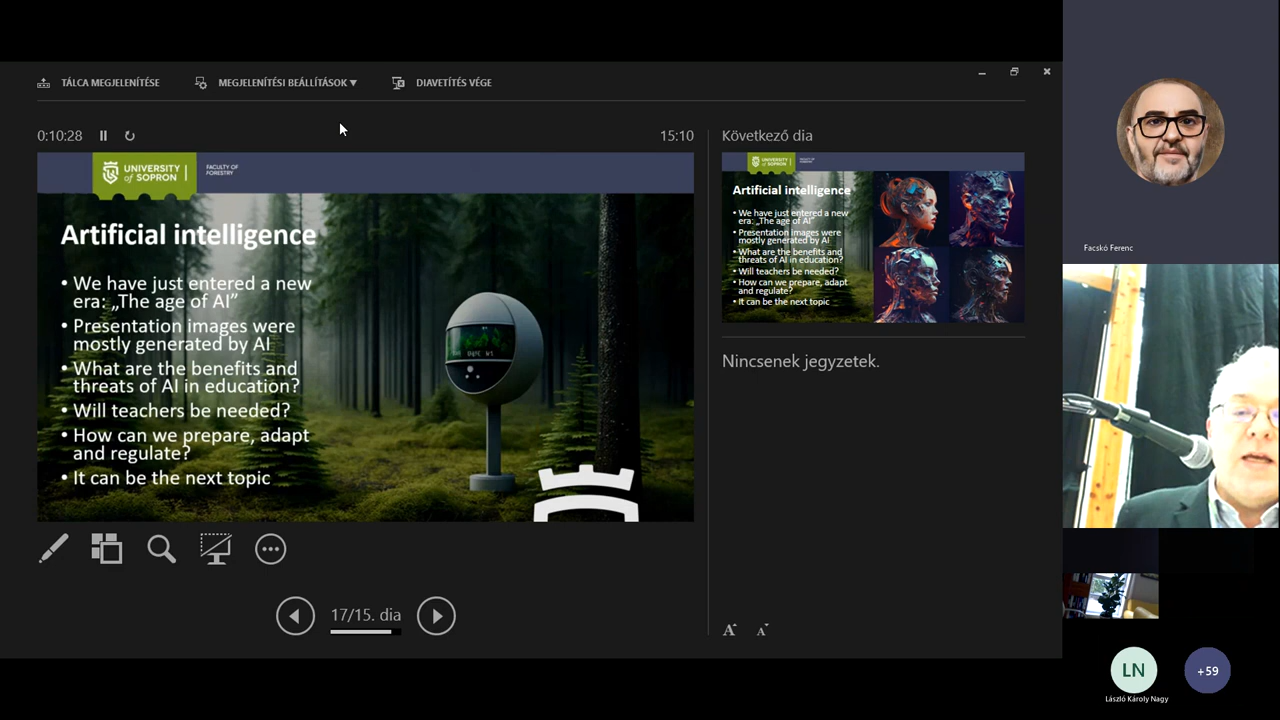 TÁLCA MEGJELENÍTÉSE
MEGJELENÍTÉSI BEÁLLÍTÁSOK
DIAVETÍTÉS VÉGE
0:10:28
15:10
UNIVERSITY
of SOPRON
FACULTY OF
FORESTRY
Artificial intelligence
• We have just entered a new
era: „The age of AI”
• Presentation images were
mostly generated by AI
• What are the benefits and
threats of AI in education?
• Will teachers be needed?
• How can we prepare, adapt
and regulate?
• It can be the next topic
17/15. dia
Következő dia
UNIVERSITY
of SOPRON
Artificial intelligence
• We have just entered a new
era: „The age of AI”
• Presentation images were
mostly generated by AI
• What are the benefits and
threats of AI in education?
• Will teachers be needed?
• How can we prepare, adapt
and regulate?
• It can be the next topic
Nincsenek jegyzetek.
A A
Facskó Ferenc
LN
László Károly Nagy
+59